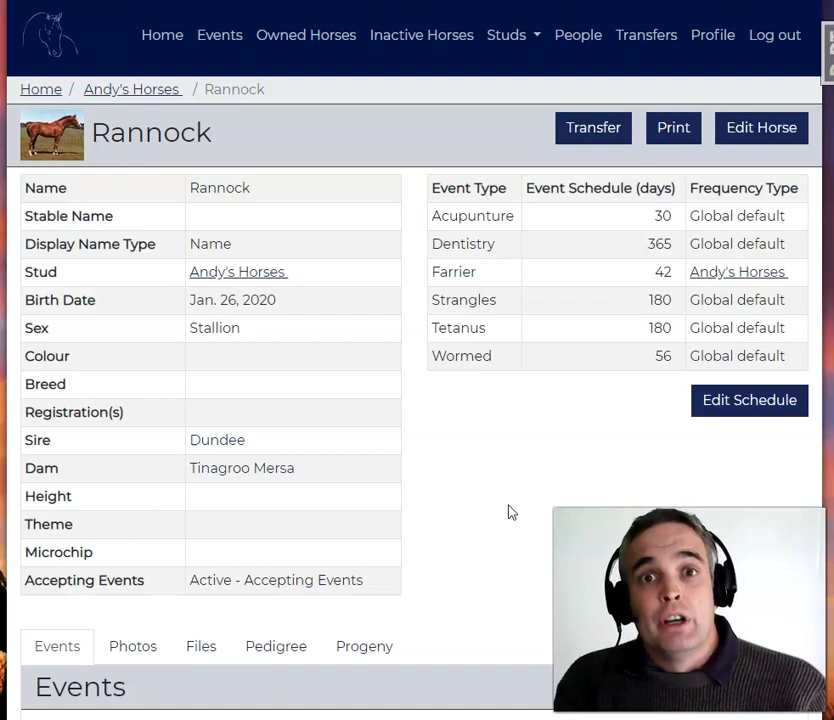 Home Events Owned Horses Inactive Horses Studs People Transfers Profile Log out
Home / Andy's Horses / Rannock
Rannock
Transfer Print Edit Horse
Name Rannock
Stable Name
Display Name Type Name
Stud Andy's Horses
Birth Date Jan. 26, 2020
Sex Stallion
Colour
Breed
Registration(s)
Sire Dundee
Dam Tinagroo Mersa
Height
Theme
Microchip
Accepting Events Active - Accepting Events
Event Type Event Schedule (days) Frequency Type
Acupunture 30 Global default
Dentistry 365 Global default
Farrier 42 Andy's Horses
Strangles 180 Global default
Tetanus 180 Global default
Wormed 56 Global default
Edit Schedule
Events Photos Files Pedigree Progeny
Events